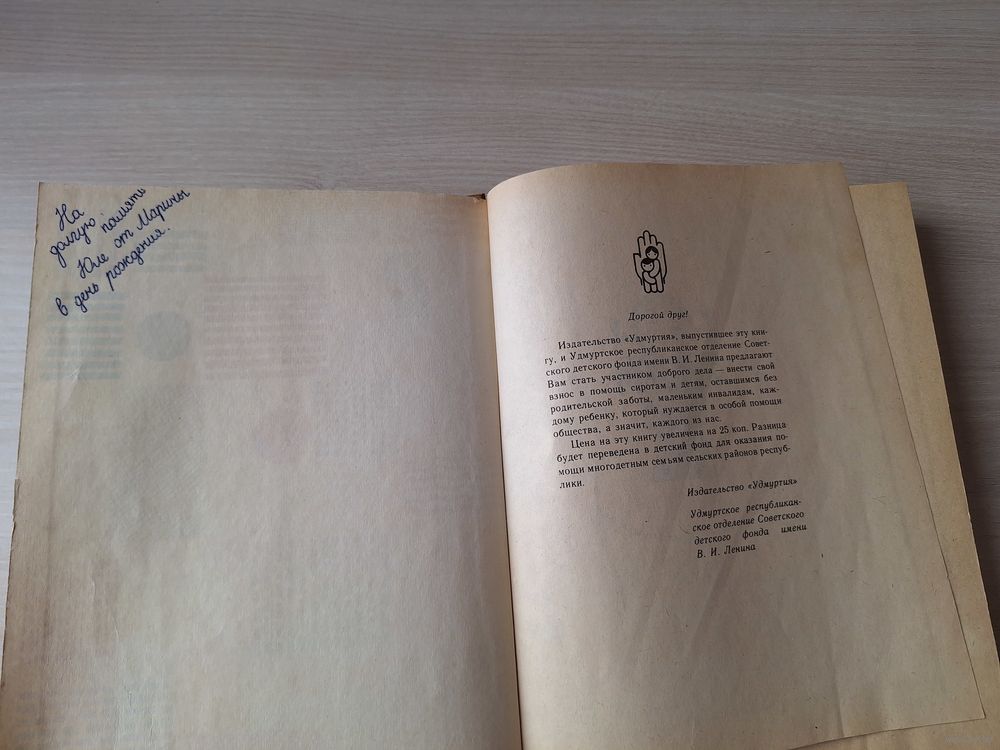 На
долгую память
Юле от Марины
в день рождения.
Дорогой друг!
Издательство «Удмуртия», выпустившее эту кни-
гу, и Удмуртское республиканское отделение Совет-
ского детского фонда имени В. И. Ленина предлагают
Вам стать участником доброго дела — внести свой
взнос в помощь сиротам и детям, оставшимся без
родительской заботы, маленьким инвалидам, каж-
дому ребенку, который нуждается в особой помощи
общества, а значит, каждого из нас.
Цена на эту книгу увеличена на 25 коп. Разница
будет переведена в детский фонд для оказания по-
мощи многодетным семьям сельских районов респуб-
лики.
Издательство «Удмуртия»
Удмуртское республикан-
ское отделение Советского
детского фонда имени
В. И. Ленина